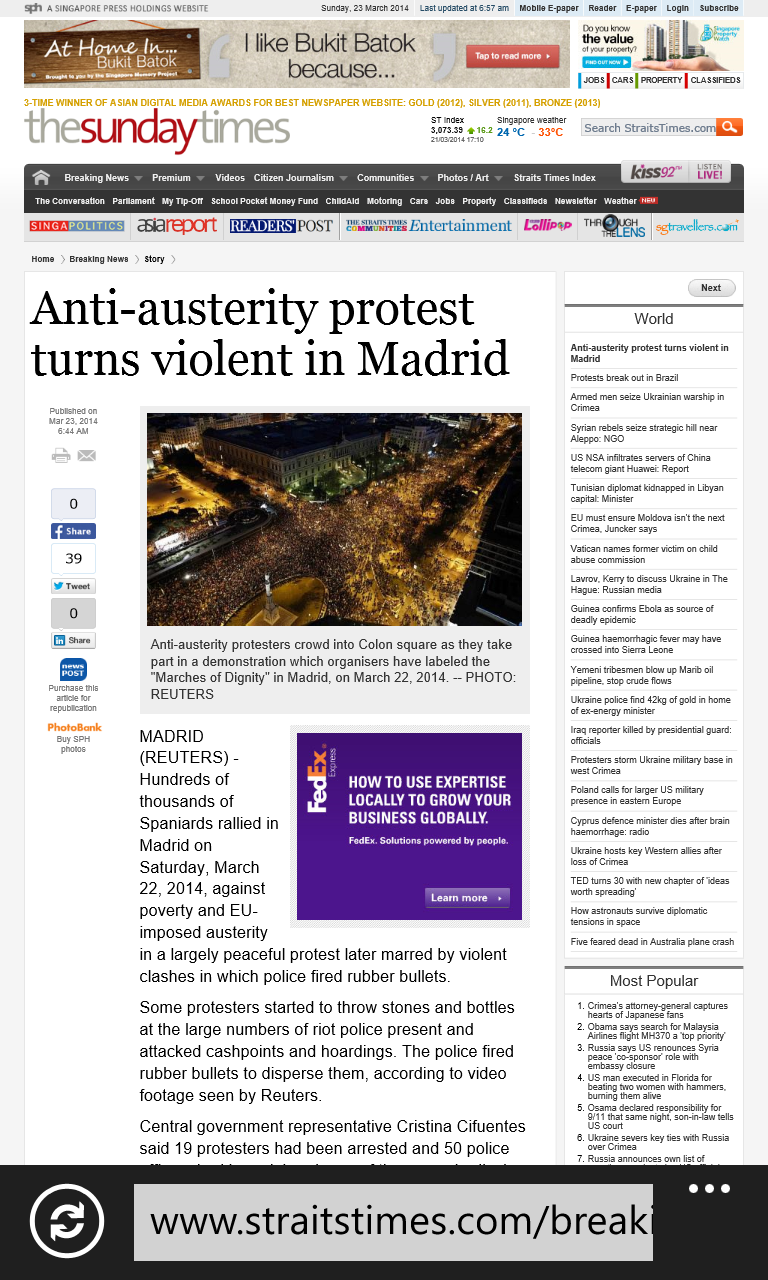 sph A SINGAPORE PRESS HOLDINGS WEBSITE
Sunday, 23 March 2014 Last updated at 6:57 am Mobile E-paper Reader E-paper Login Subscribe
At Home In...
Bukit Batok
Brought to you by the Singapore Memory Project
I like Bukit Batok
because...
Tap to read more
Do you know
the value
of your property?
FIND OUT NOW
Singapore
Property
Watch
JOBS CARS PROPERTY CLASSIFIEDS
3-TIME WINNER OF ASIAN DIGITAL MEDIA AWARDS FOR BEST NEWSPAPER WEBSITE: GOLD (2012), SILVER (2011), BRONZE (2013)
thesundaytimes
ST Index
3,073.39 16.2
21/03/2014 17:10
Singapore weather
24 °C - 33°C
Search StraitsTimes.com
Breaking News Premium Videos Citizen Journalism Communities Photos / Art Straits Times Index
kiss92FM LISTEN LIVE!
The Conversation Parliament My Tip-Off School Pocket Money Fund ChildAid Motoring Cars Jobs Property Classifieds Newsletter Weather NEW
SINGAPOLITICS asiareport READERS' POST THE STRAITS TIMES COMMUNITIES Entertainment Lollipop THROUGH THE LENS sgtravellers.com
Home Breaking News Story
Anti-austerity protest
turns violent in Madrid
Published on
Mar 23, 2014
6:44 AM
0
Share
39
Tweet
0
Share
news
POST
Purchase this
article for
republication
PhotoBank
Buy SPH
photos
Anti-austerity protesters crowd into Colon square as they take
part in a demonstration which organisers have labeled the
"Marches of Dignity" in Madrid, on March 22, 2014. -- PHOTO:
REUTERS
MADRID
(REUTERS) -
Hundreds of
thousands of
Spaniards rallied in
Madrid on
Saturday, March
22, 2014, against
poverty and EU-
imposed austerity
in a largely peaceful protest later marred by violent
clashes in which police fired rubber bullets.
FedEx
Express
HOW TO USE EXPERTISE
LOCALLY TO GROW YOUR
BUSINESS GLOBALLY.
FedEx. Solutions powered by people.
Learn more
Some protesters started to throw stones and bottles
at the large numbers of riot police present and
attacked cashpoints and hoardings. The police fired
rubber bullets to disperse them, according to video
footage seen by Reuters.
Central government representative Cristina Cifuentes
said 19 protesters had been arrested and 50 police
Next
World
Anti-austerity protest turns violent in
Madrid
Protests break out in Brazil
Armed men seize Ukrainian warship in
Crimea
Syrian rebels seize strategic hill near
Aleppo: NGO
US NSA infiltrates servers of China
telecom giant Huawei: Report
Tunisian diplomat kidnapped in Libyan
capital: Minister
EU must ensure Moldova isn't the next
Crimea, Juncker says
Vatican names former victim on child
abuse commission
Lavrov, Kerry to discuss Ukraine in The
Hague: Russian media
Guinea confirms Ebola as source of
deadly epidemic
Guinea haemorrhagic fever may have
crossed into Sierra Leone
Yemeni tribesmen blow up Marib oil
pipeline, stop crude flows
Ukraine police find 42kg of gold in home
of ex-energy minister
Iraq reporter killed by presidential guard:
officials
Protesters storm Ukraine military base in
west Crimea
Poland calls for larger US military
presence in eastern Europe
Cyprus defence minister dies after brain
haemorrhage: radio
Ukraine hosts key Western allies after
loss of Crimea
TED turns 30 with new chapter of 'ideas
worth spreading'
How astronauts survive diplomatic
tensions in space
Five feared dead in Australia plane crash
Most Popular
1. Crimea's attorney-general captures
hearts of Japanese fans
2. Obama says search for Malaysia
Airlines flight MH370 a 'top priority'
3. Russia says US renounces Syria
peace 'co-sponsor' role with
embassy closure
4. US man executed in Florida for
beating two women with hammers,
burning them alive
5. Osama declared responsibility for
9/11 that same night, son-in-law tells
US court
6. Ukraine severs key ties with Russia
over Crimea
7. Russia announces own list of
www.straitstimes.com/breaki